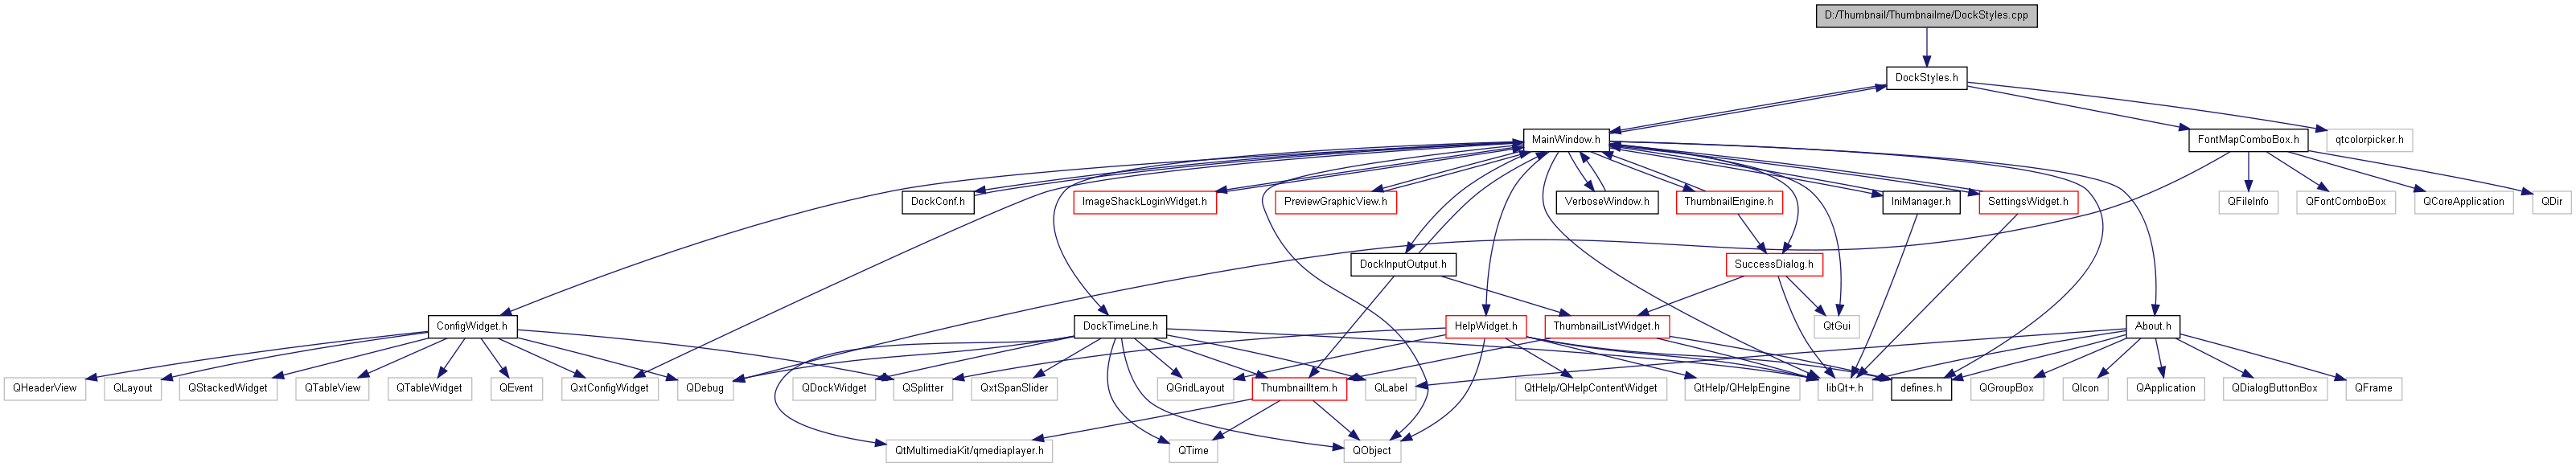 D:/Thumbnail/Thumbnailme/DockStyles.cpp
DockStyles.h
MainWindow.h
FontMapComboBox.h
qtcolorpicker.h
DockConf.h
ImageShackLoginWidget.h
PreviewGraphicView.h
VerboseWindow.h
ThumbnailEngine.h
IniManager.h
SettingsWidget.h
QFileInfo
QFontComboBox
QCoreApplication
QDir
DockInputOutput.h
SuccessDialog.h
ConfigWidget.h
DockTimeLine.h
HelpWidget.h
ThumbnailListWidget.h
QtGui
About.h
QHeaderView
QLayout
QStackedWidget
QTableView
QTableWidget
QEvent
QxtConfigWidget
QDebug
QDockWidget
QSplitter
QxtSpanSlider
QGridLayout
ThumbnailItem.h
QLabel
QtHelp/QHelpContentWidget
QtHelp/QHelpEngine
libQt+.h
defines.h
QGroupBox
QIcon
QApplication
QDialogButtonBox
QFrame
QtMultimediaKit/qmediaplayer.h
QTime
QObject